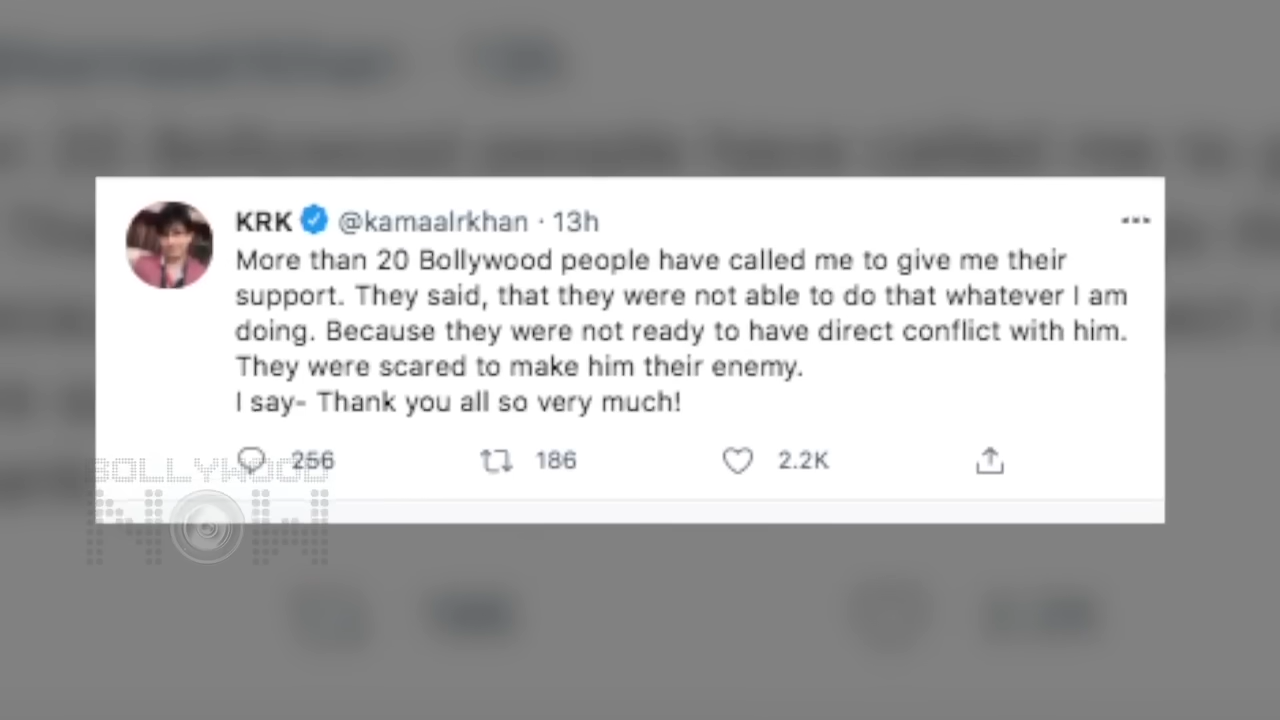 KRK @kamaalrkhan · 13h
More than 20 Bollywood people have called me to give me their
support. They said, that they were not able to do that whatever I am
doing. Because they were not ready to have direct conflict with him.
They were scared to make him their enemy.
I say- Thank you all so very much!
256 186 2.2K
BOLLYWOOD
NOW